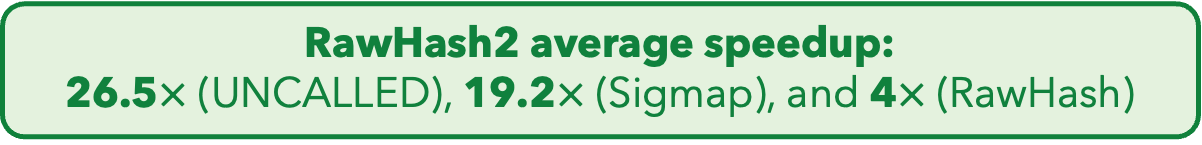 RawHash2 average speedup:
26.5× (UNCALLED), 19.2× (Sigmap), and 4× (RawHash)